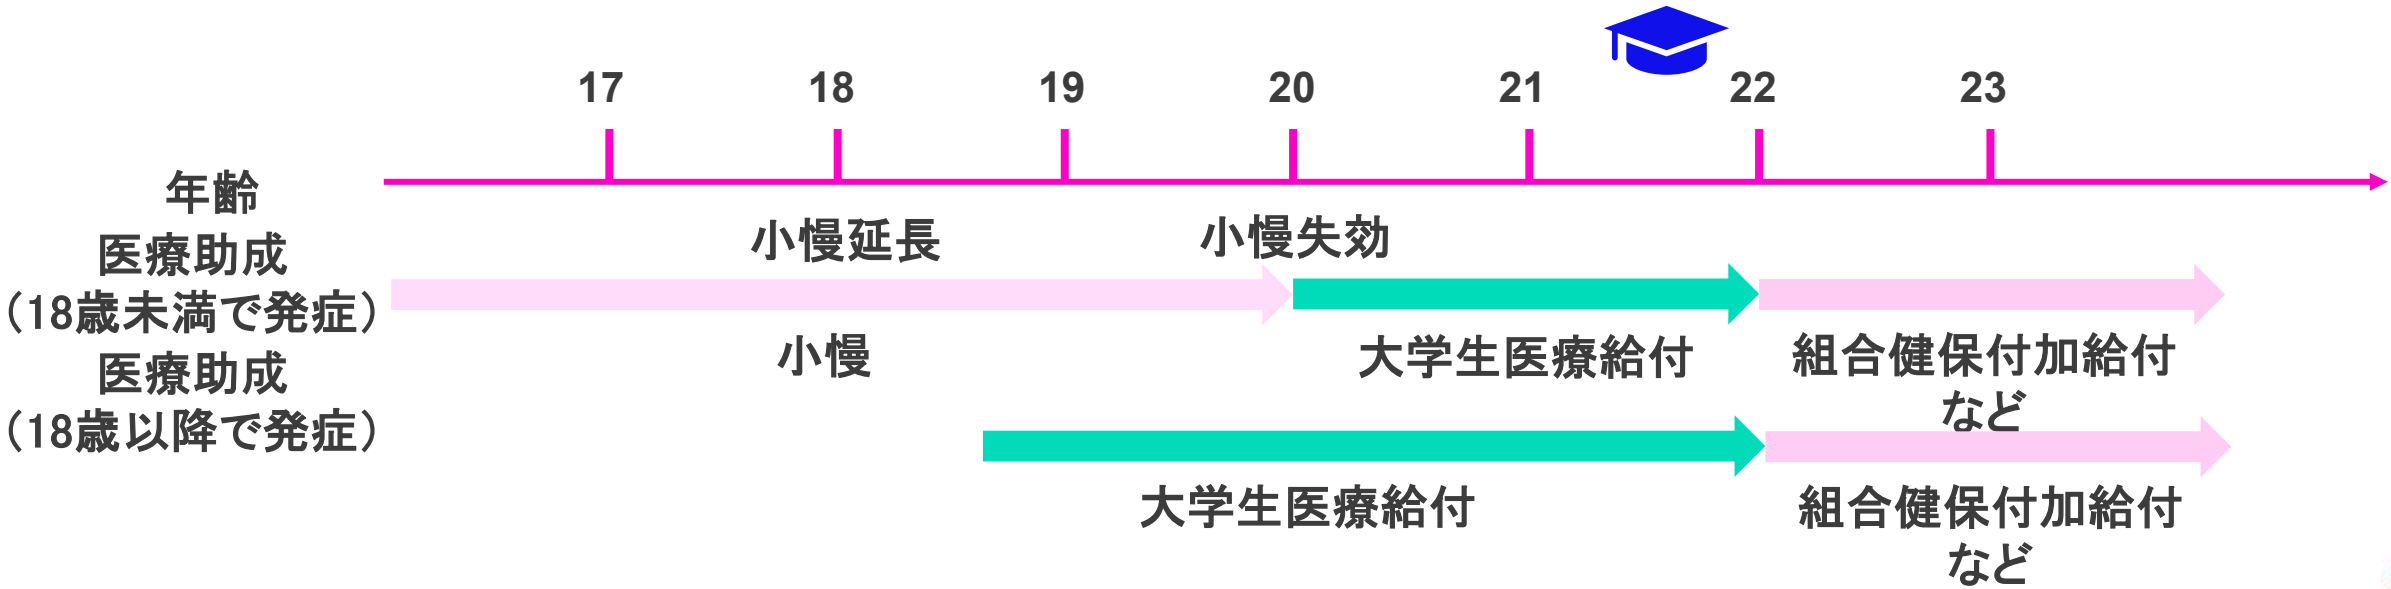 17 18 19 20 21 22 23
年齢
小慢延長 小慢失効
医療助成
（18歳未満で発症）
小慢 大学生医療給付 組合健保付加給付
など
医療助成
（18歳以降で発症）
大学生医療給付 組合健保付加給付
など